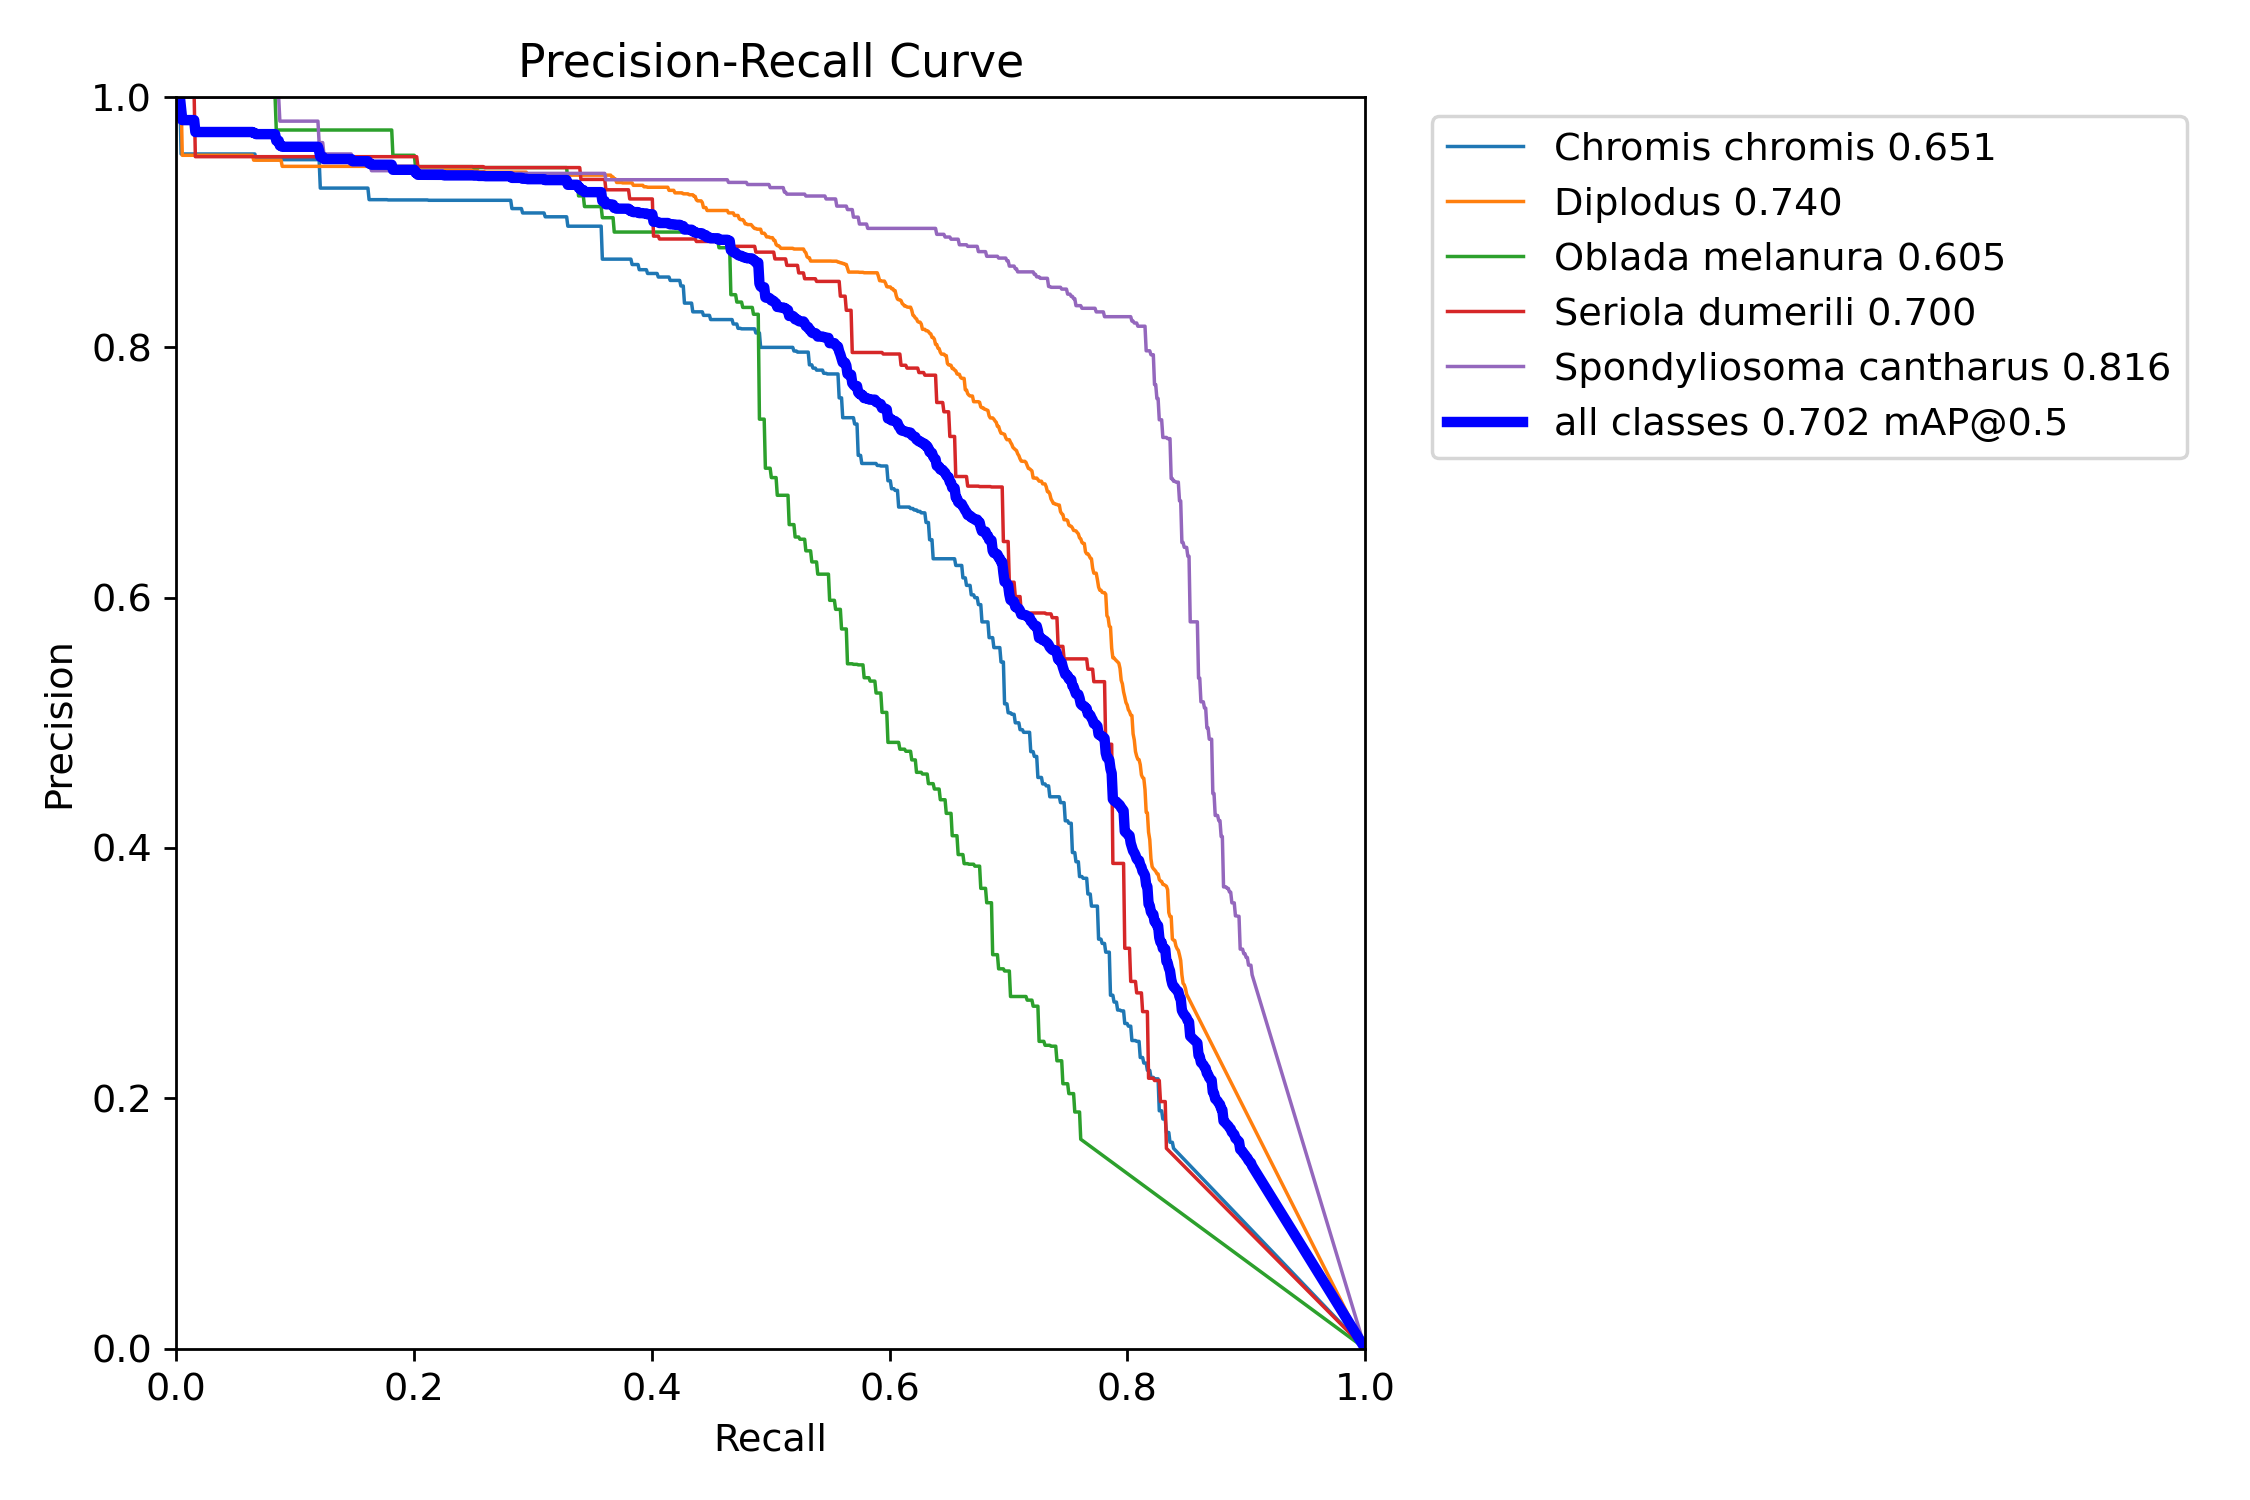 Precision-Recall Curve
1.0
0.8
0.6
0.4
0.2
0.0
Precision
0.0 0.2 0.4 0.6 0.8 1.0
Recall
Chromis chromis 0.651
Diplodus 0.740
Oblada melanura 0.605
Seriola dumerili 0.700
Spondyliosoma cantharus 0.816
all classes 0.702 mAP@0.5